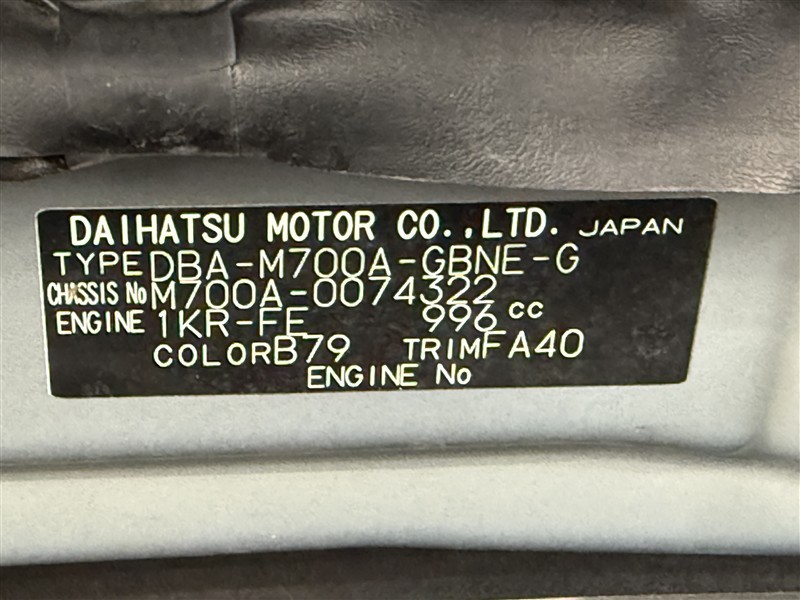 DAIHATSU MOTOR CO.,LTD. JAPAN
TYPE DBA-M700A-GBNE-G
CHASSIS No M700A-0074322
ENGINE 1KR-FE 996 cc
COLOR B79 TRIM FA40
ENGINE No